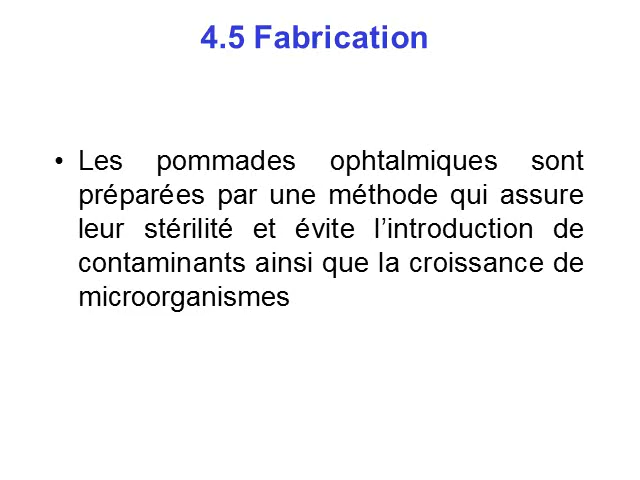 4.5 Fabrication
• Les pommades ophtalmiques sont
préparées par une méthode qui assure
leur stérilité et évite l’introduction de
contaminants ainsi que la croissance de
microorganismes